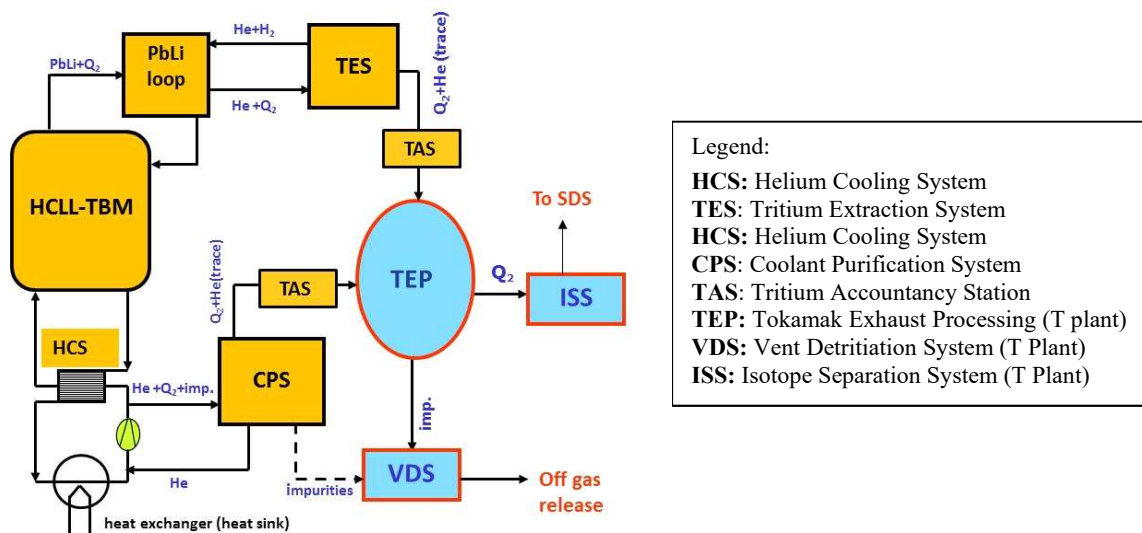 He+H₂
PbLi
loop
TES
PbLi+Q₂
He +Q₂
Q₂+He (trace)
TAS
HCLL-TBM
To SDS
Q₂+He(trace)
TAS
TEP
Q₂
ISS
HCS
He +Q₂+imp.
CPS
imp.
He
impurities
VDS
Off gas
release
heat exchanger (heat sink)
Legend:
HCS: Helium Cooling System
TES: Tritium Extraction System
HCS: Helium Cooling System
CPS: Coolant Purification System
TAS: Tritium Accountancy Station
TEP: Tokamak Exhaust Processing (T plant)
VDS: Vent Detritiation System (T Plant)
ISS: Isotope Separation System (T Plant)